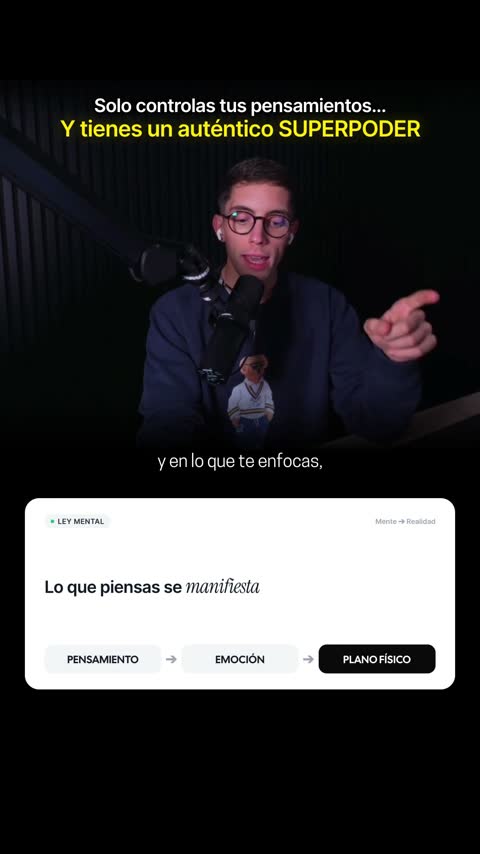 Solo controlas tus pensamientos...
Y tienes un auténtico SUPERPODER
y en lo que te enfocas,
LEY MENTAL
Mente → Realidad
Lo que piensas se manifiesta
PENSAMIENTO → EMOCIÓN → PLANO FÍSICO